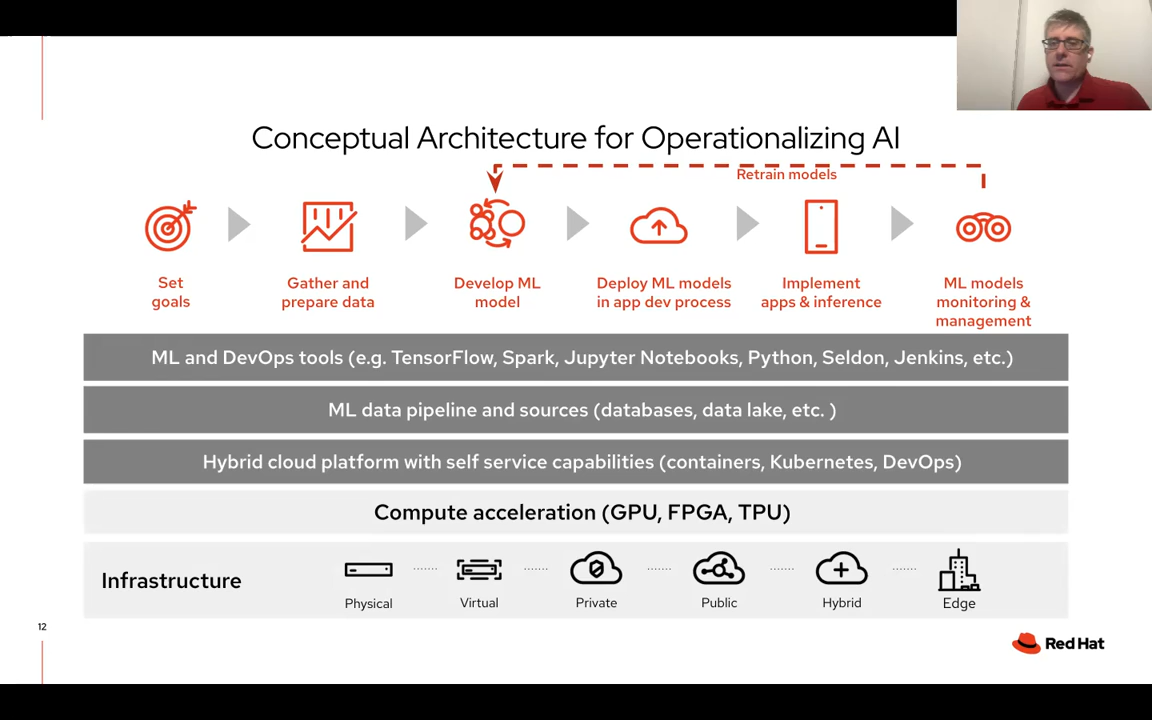 Conceptual Architecture for Operationalizing AI
Retrain models
Set
goals
Gather and
prepare data
Develop ML
model
Deploy ML models
in app dev process
Implement
apps & inference
ML models
monitoring &
management
ML and DevOps tools (e.g. TensorFlow, Spark, Jupyter Notebooks, Python, Seldon, Jenkins, etc.)
ML data pipeline and sources (databases, data lake, etc. )
Hybrid cloud platform with self service capabilities (containers, Kubernetes, DevOps)
Compute acceleration (GPU, FPGA, TPU)
Infrastructure
Physical
Virtual
Private
Public
Hybrid
Edge
12
Red Hat